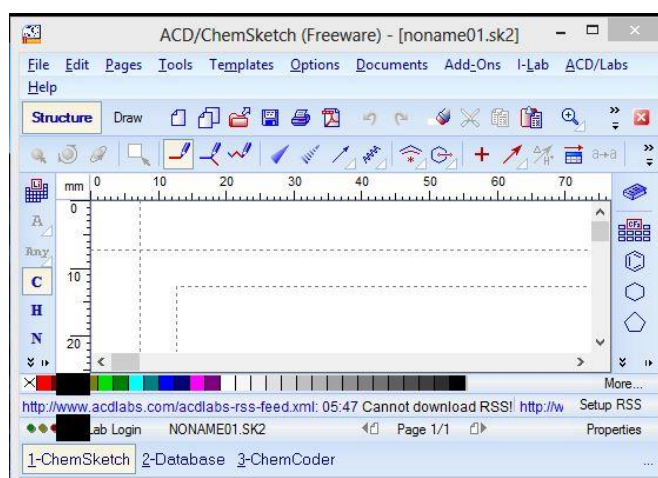 ACD/ChemSketch (Freeware) - [noname01.sk2]
File Edit Pages Tools Templates Options Documents Add-Ons I-Lab ACD/Labs
Help
Structure Draw
a→a
mm 0 10 20 30 40 50 60 70
0
A
Any
10
C
H
N
20
More...
http://www.acdlabs.com/acdlabs-rss-feed.xml: 05:47 Cannot download RSS! http://w Setup RSS
ab Login NONAME01.SK2 Page 1/1 Properties
1-ChemSketch 2-Database 3-ChemCoder ...